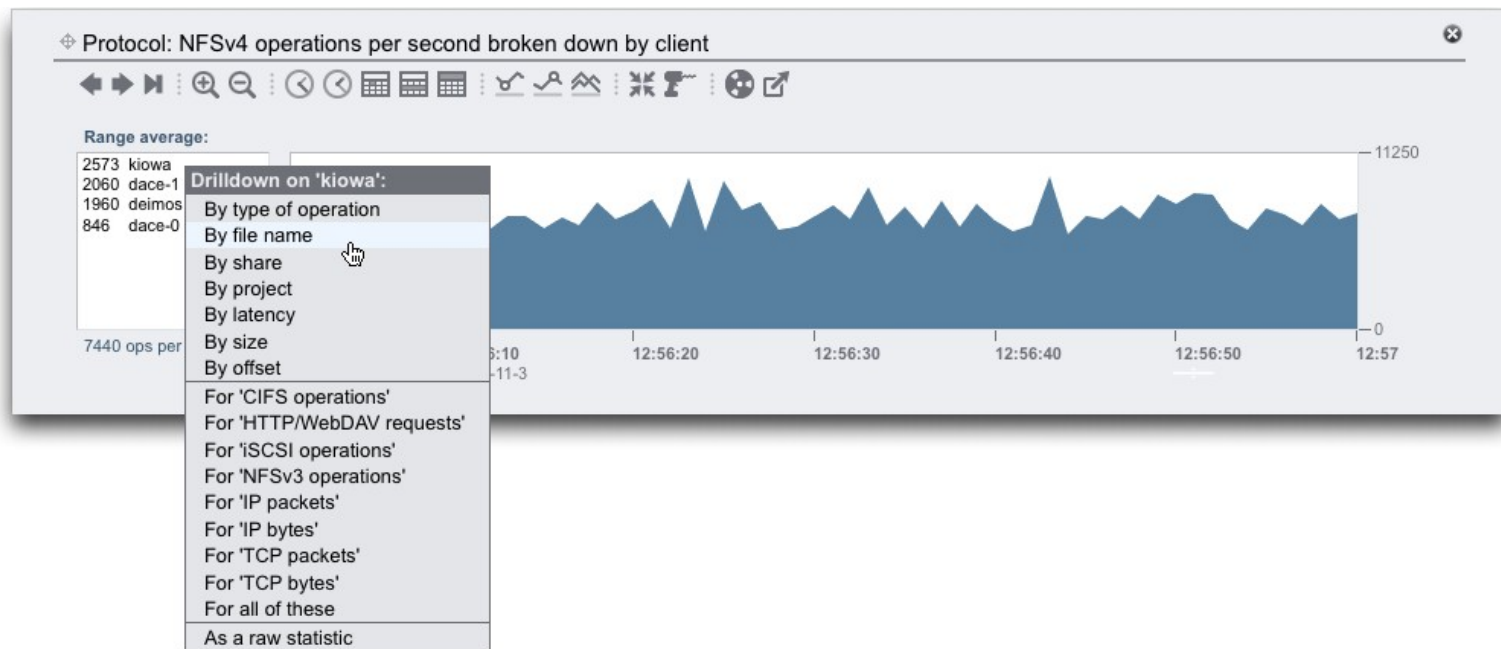 Protocol: NFSv4 operations per second broken down by client
Range average:
2573 kiowa
2060 dace-1
1960 deimos
846 dace-0
7440 ops per
Drilldown on 'kiowa':
By type of operation
By file name
By share
By project
By latency
By size
By offset
For 'CIFS operations'
For 'HTTP/WebDAV requests'
For 'iSCSI operations'
For 'NFSv3 operations'
For 'IP packets'
For 'IP bytes'
For 'TCP packets'
For 'TCP bytes'
For all of these
As a raw statistic
11250
0
6:10 12:56:20 12:56:30 12:56:40 12:56:50 12:57
-11-3